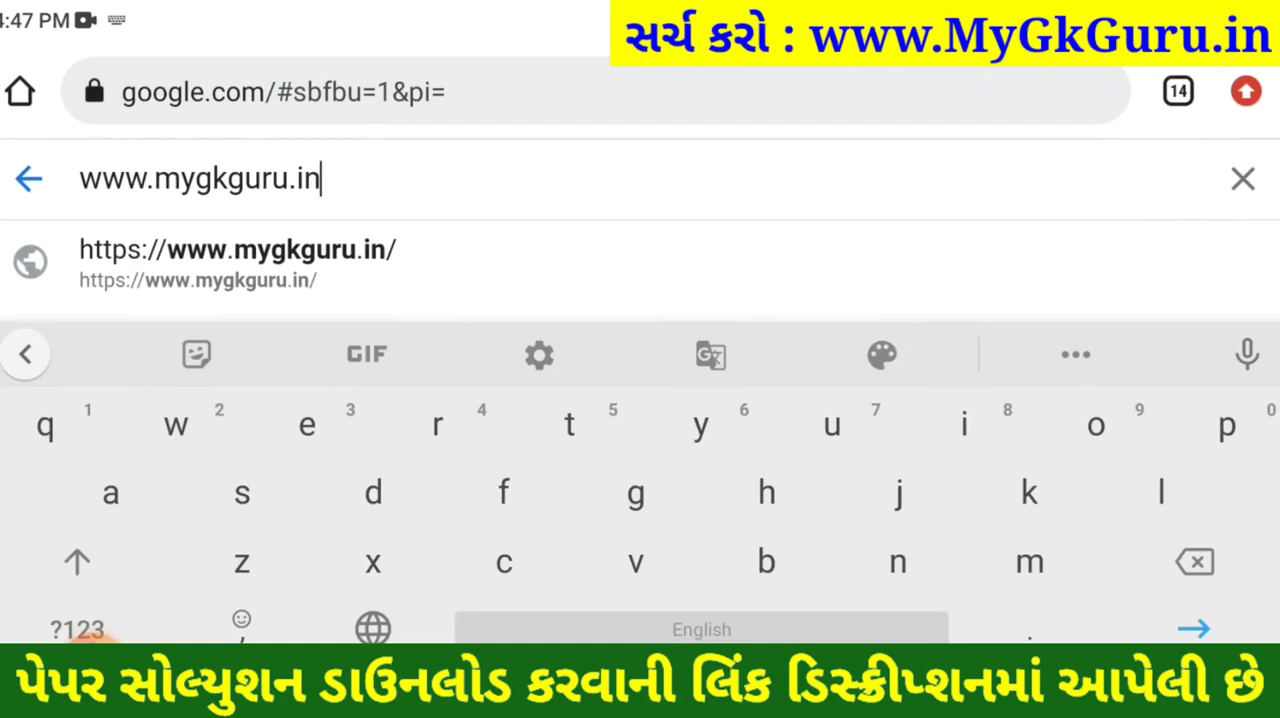 4:47 PM
સર્ચ કરો : www.MyGkGuru.in
google.com/#sbfbu=1&pi=
14
www.mygkguru.in
https://www.mygkguru.in/
https://www.mygkguru.in/
GIF
q 1 w 2 e 3 r 4 t 5 y 6 u 7 i 8 o 9 p 0
a s d f g h j k l
z x c v b n m
?123 , English .
પેપર સોલ્યુશન ડાઉનલોડ કરવાની લિંક ડિસ્ક્રીપ્શનમાં આપેલી છે